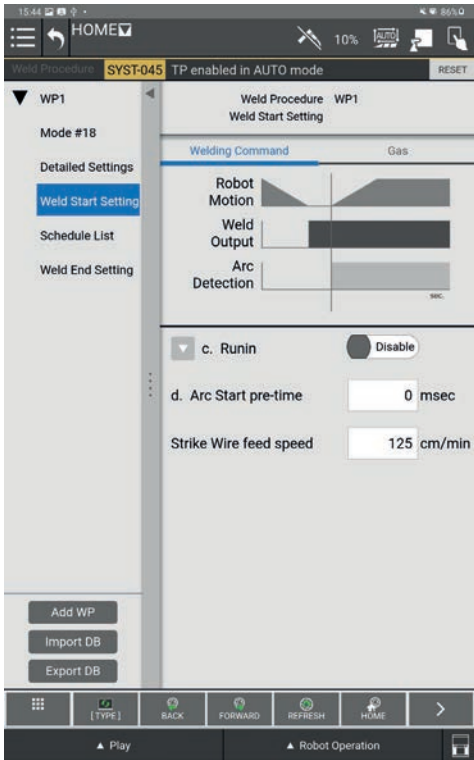 15:44
86%
HOME
10%
AUTO
Weld Procedure SYST-045 TP enabled in AUTO mode RESET
WP1
Mode #18
Detailed Settings
Weld Start Setting
Schedule List
Weld End Setting
Add WP
Import DB
Export DB
Weld Procedure WP1
Weld Start Setting
Welding Command Gas
Robot
Motion
Weld
Output
Arc
Detection
sec.
c. Runin Disable
d. Arc Start pre-time 0 msec
Strike Wire feed speed 125 cm/min
[TYPE] BACK FORWARD REFRESH HOME >
▲ Play ▲ Robot Operation